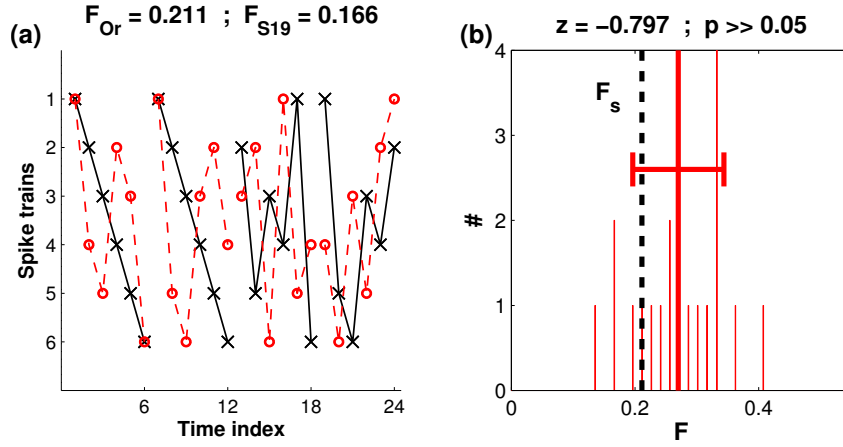 (a) F_Or = 0.211 ; F_S19 = 0.166
Spike trains
1
2
3
4
5
6
6 12 18 24
Time index
(b) z = −0.797 ; p >> 0.05
F_s
#
4
3
2
1
0
0 0.2 0.4
F